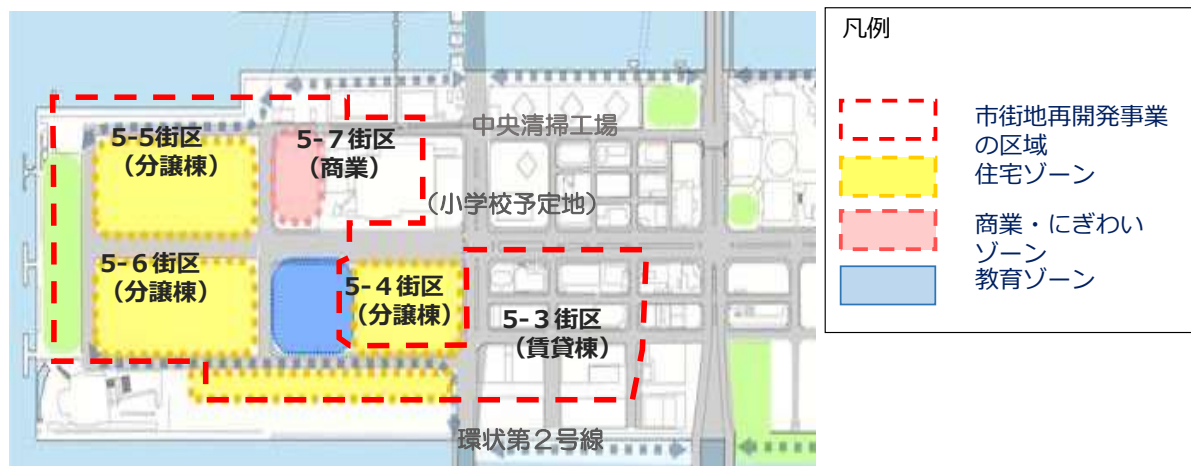 凡例
市街地再開発事業
の区域
住宅ゾーン
商業・にぎわい
ゾーン
教育ゾーン
中央清掃工場
5-5街区
(分譲棟)
5-7街区
(商業)
(小学校予定地)
5-6街区
(分譲棟)
5-4街区
(分譲棟)
5-3街区
(賃貸棟)
環状第2号線